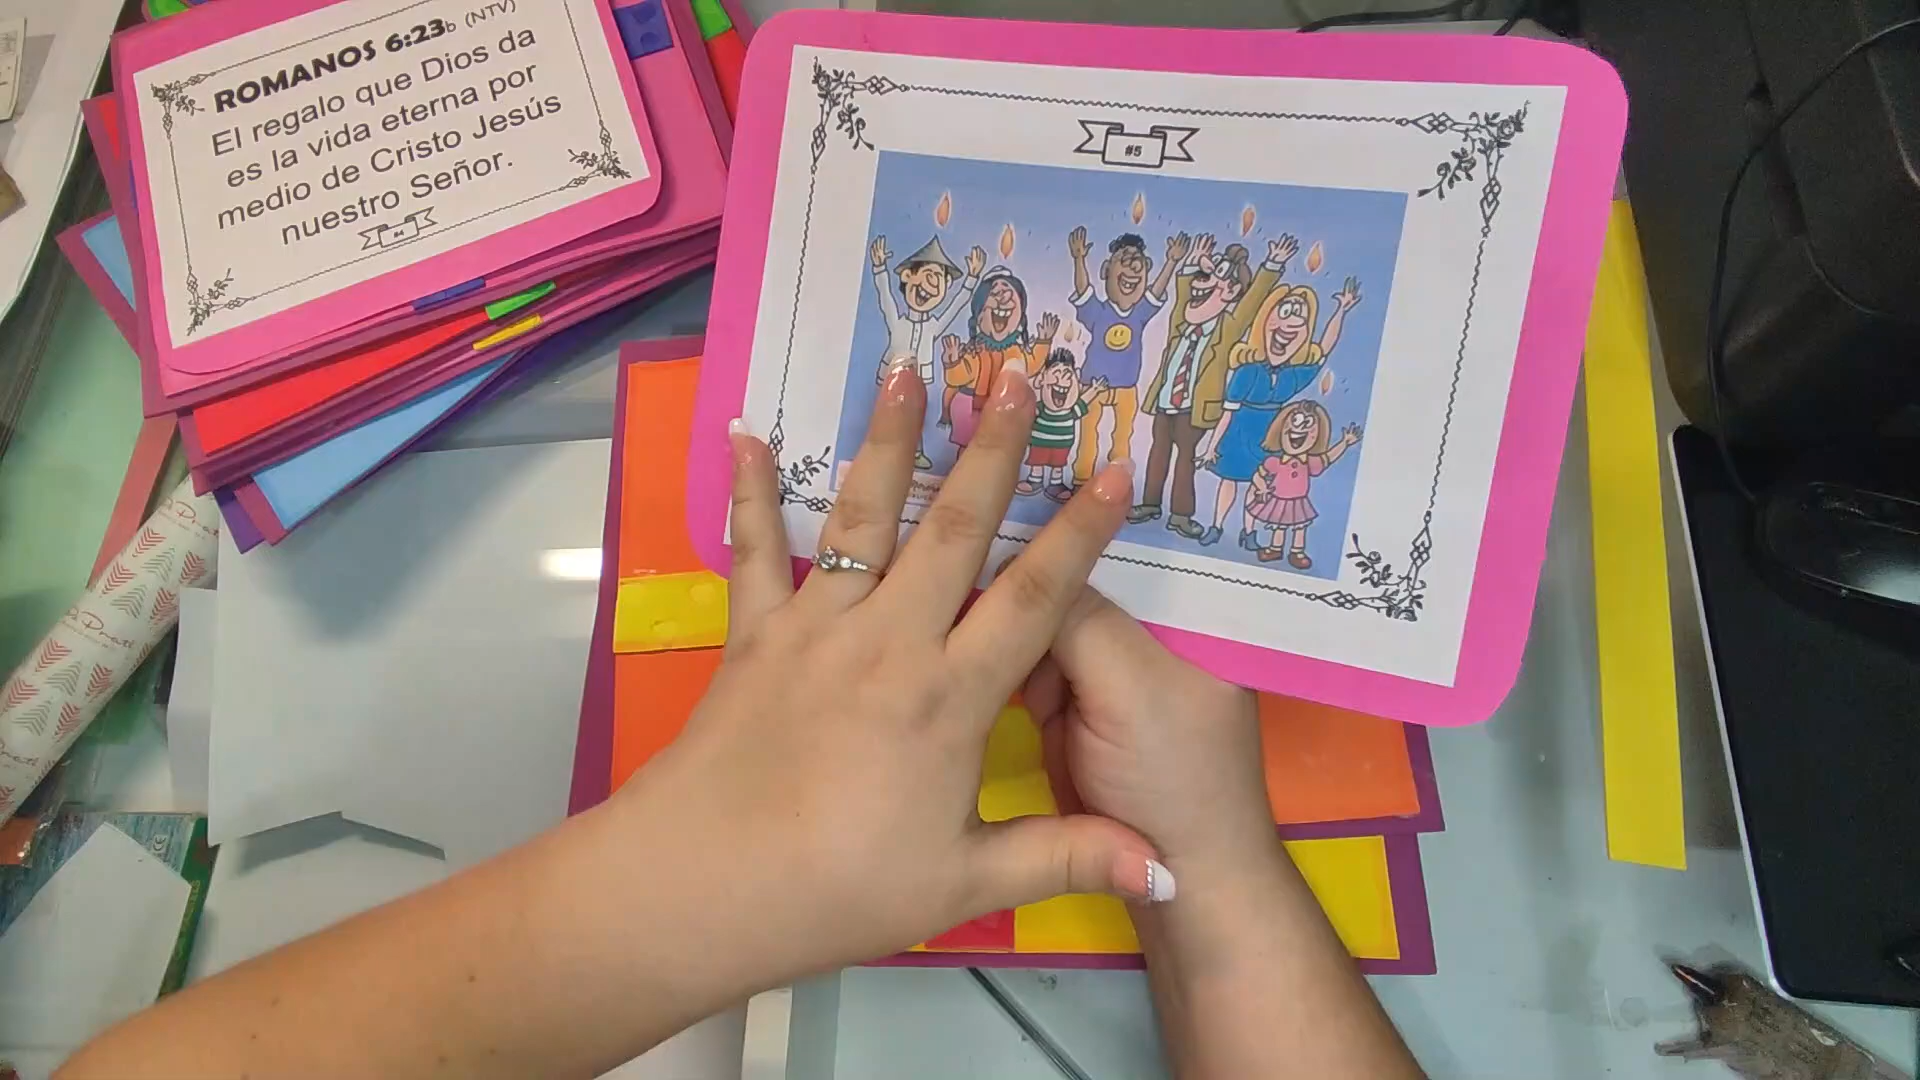 ROMANOS 6:23b (NTV)
El regalo que Dios da
es la vida eterna por
medio de Cristo Jesús
nuestro Señor.
#4
#5